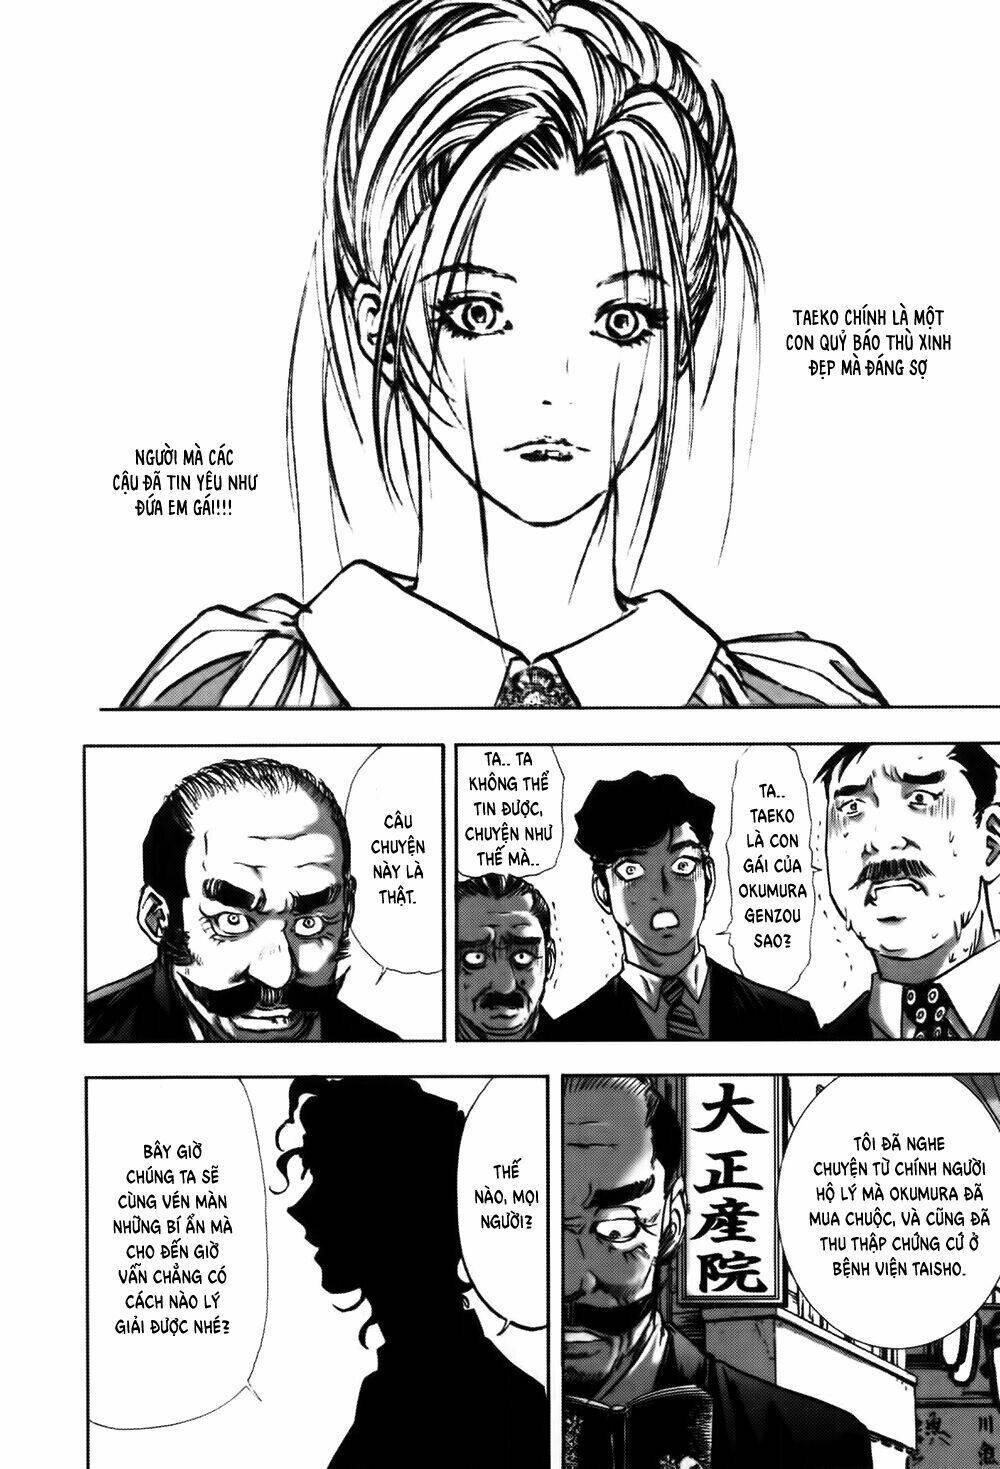 TAEKO CHÍNH LÀ MỘT
CON QUỶ BÁO THÙ XINH
ĐẸP MÀ ĐÁNG SỢ
NGƯỜI MÀ CÁC
CẬU ĐÃ TIN YÊU NHƯ
ĐỨA EM GÁI!!!
TA..
TAEKO
LÀ CON
GÁI CỦA
OKUMURA
GENZOU
SAO?
TA.. TA
KHÔNG THỂ
TIN ĐƯỢC,
CHUYỆN NHƯ
THẾ MÀ..
CÂU
CHUYỆN
NÀY LÀ
THẬT.
TÔI ĐÃ NGHE
CHUYỆN TỪ CHÍNH NGƯỜI
HỘ LÝ MÀ OKUMURA ĐÃ
MUA CHUỘC, VÀ CŨNG ĐÃ
THU THẬP CHỨNG CỨ Ở
BỆNH VIỆN TAISHO.
大正産院
川魚
THẾ
NÀO, MỌI
NGƯỜI?
BÂY GIỜ
CHÚNG TA SẼ
CÙNG VÉN MÀN
NHỮNG BÍ ẨN MÀ
CHO ĐẾN GIỜ
VẪN CHẲNG CÓ
CÁCH NÀO LÝ
GIẢI ĐƯỢC NHÉ?